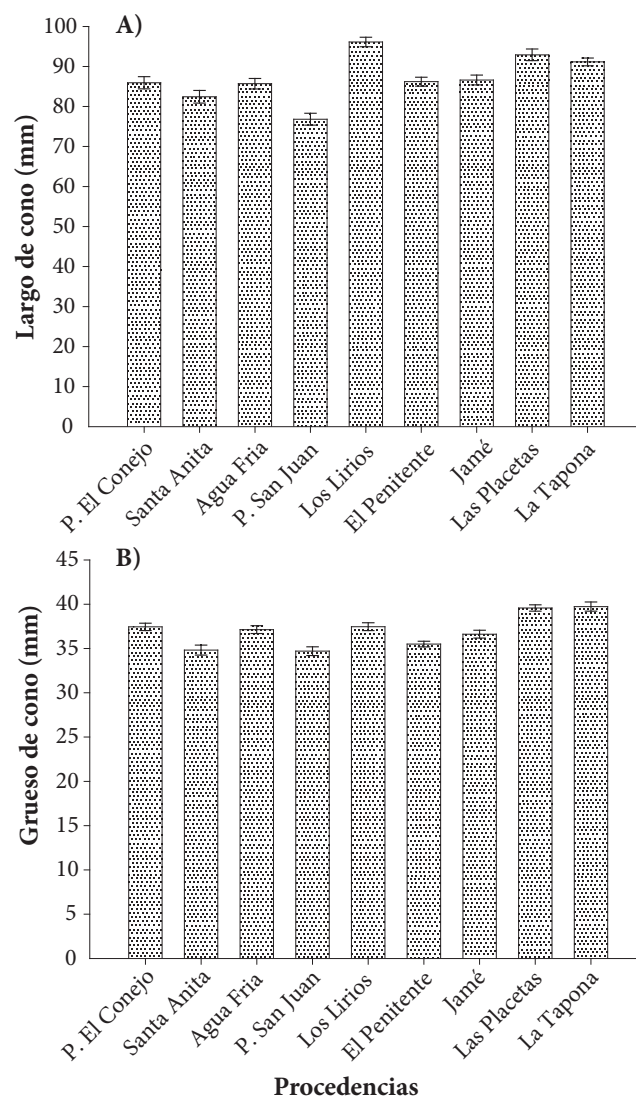 A)
Largo de cono (mm)
100
90
80
70
60
50
40
30
20
10
0
P. El Conejo
Santa Anita
Agua Fria
P. San Juan
Los Lirios
El Penitente
Jamé
Las Placetas
La Tapona
B)
Grueso de cono (mm)
45
40
35
30
25
20
15
10
5
0
P. El Conejo
Santa Anita
Agua Fria
P. San Juan
Los Lirios
El Penitente
Jamé
Las Placetas
La Tapona
Procedencias